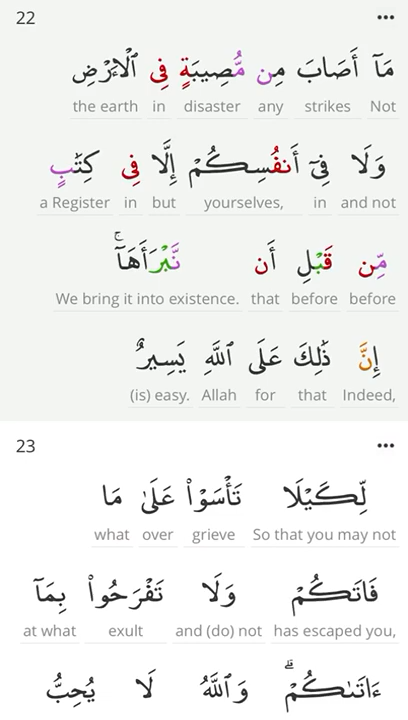 22
مَآ أَصَابَ مِن مُّصِيبَةٍ فِى ٱلْأَرْضِ
the earth in disaster any strikes Not
وَلَا فِىٓ أَنفُسِكُمْ إِلَّا فِى كِتَٰبٍ
a Register in but yourselves, in and not
مِّن قَبْلِ أَن نَّبْرَأَهَآ ۚ
We bring it into existence. that before before
إِنَّ ذَٰلِكَ عَلَى ٱللَّهِ يَسِيرٌ
(is) easy. Allah for that Indeed,
23
لِّكَيْلَا تَأْسَوْا۟ عَلَىٰ مَا
what over grieve So that you may not
فَاتَكُمْ وَلَا تَفْرَحُوا۟ بِمَآ
at what exult and (do) not has escaped you,
ءَاتَىٰكُمْ ۗ وَٱللَّهُ لَا يُحِبُّ